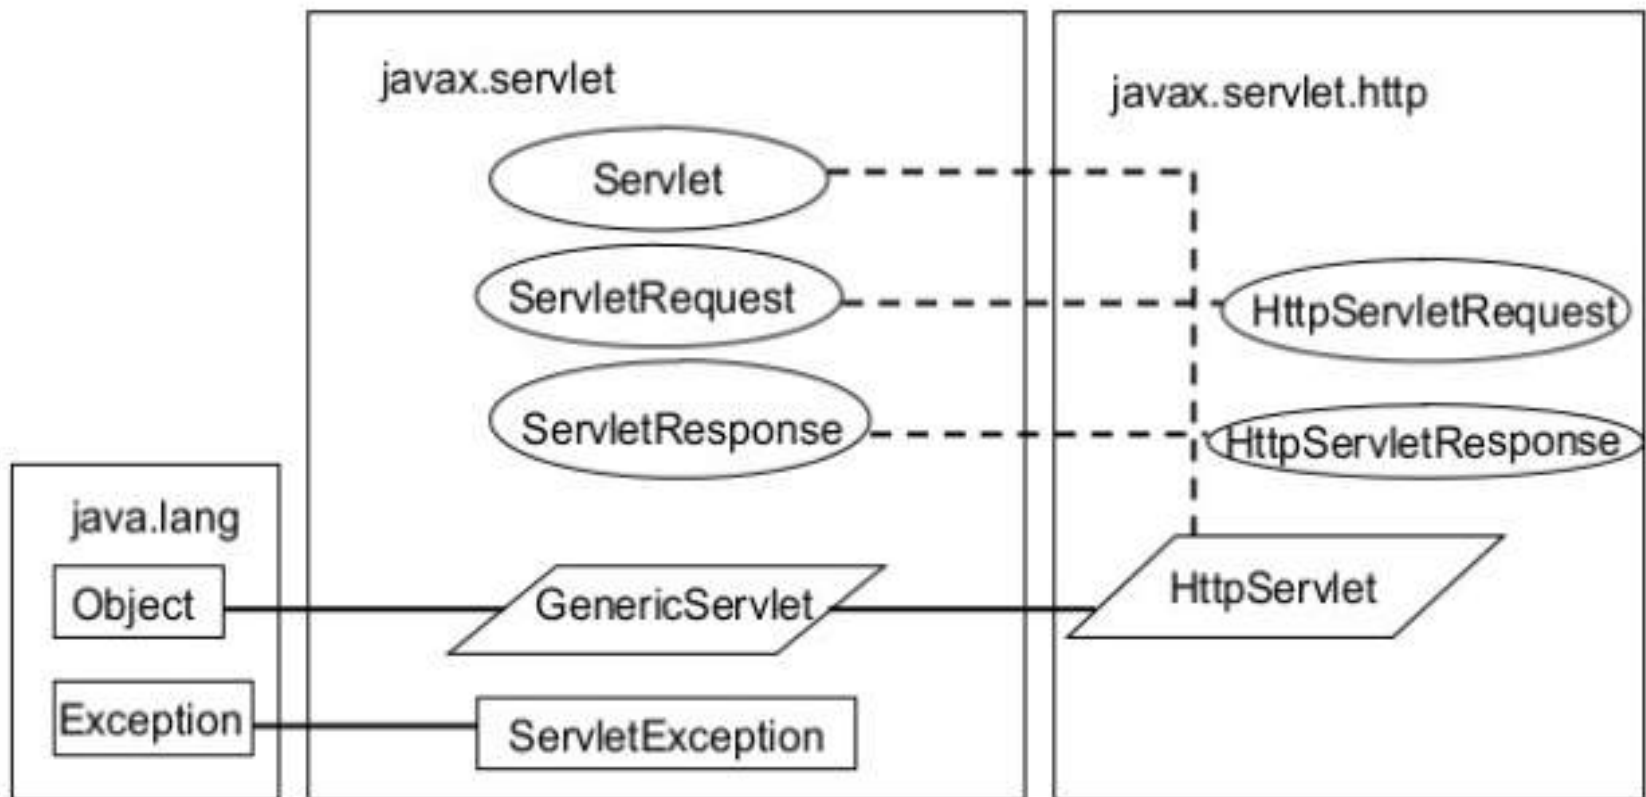 javax.servlet
Servlet
ServletRequest
ServletResponse
GenericServlet
ServletException
javax.servlet.http
HttpServletRequest
HttpServletResponse
HttpServlet
java.lang
Object
Exception